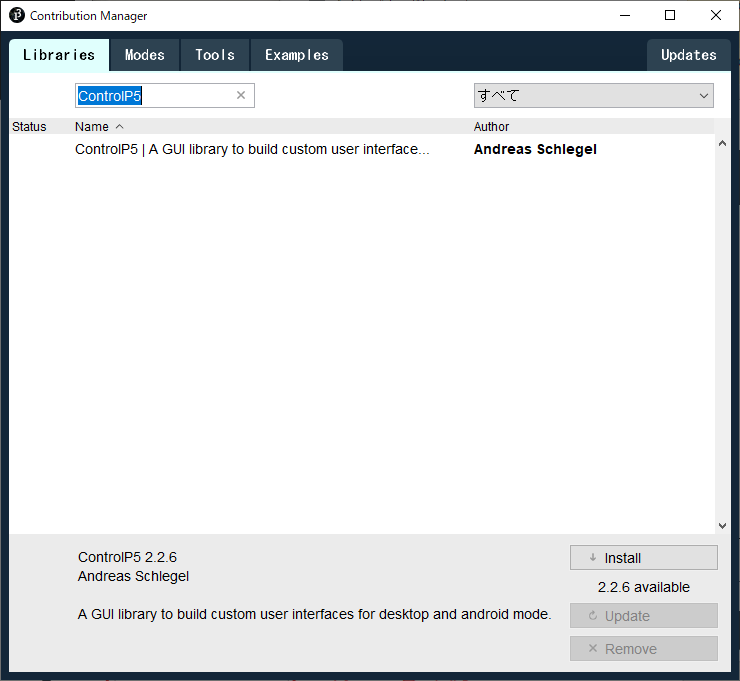 Contribution Manager
Libraries Modes Tools Examples Updates
ControlP5 すべて
Status Name Author
ControlP5 | A GUI library to build custom user interface... Andreas Schlegel
ControlP5 2.2.6
Andreas Schlegel
A GUI library to build custom user interfaces for desktop and android mode.
Install
2.2.6 available
Update
Remove